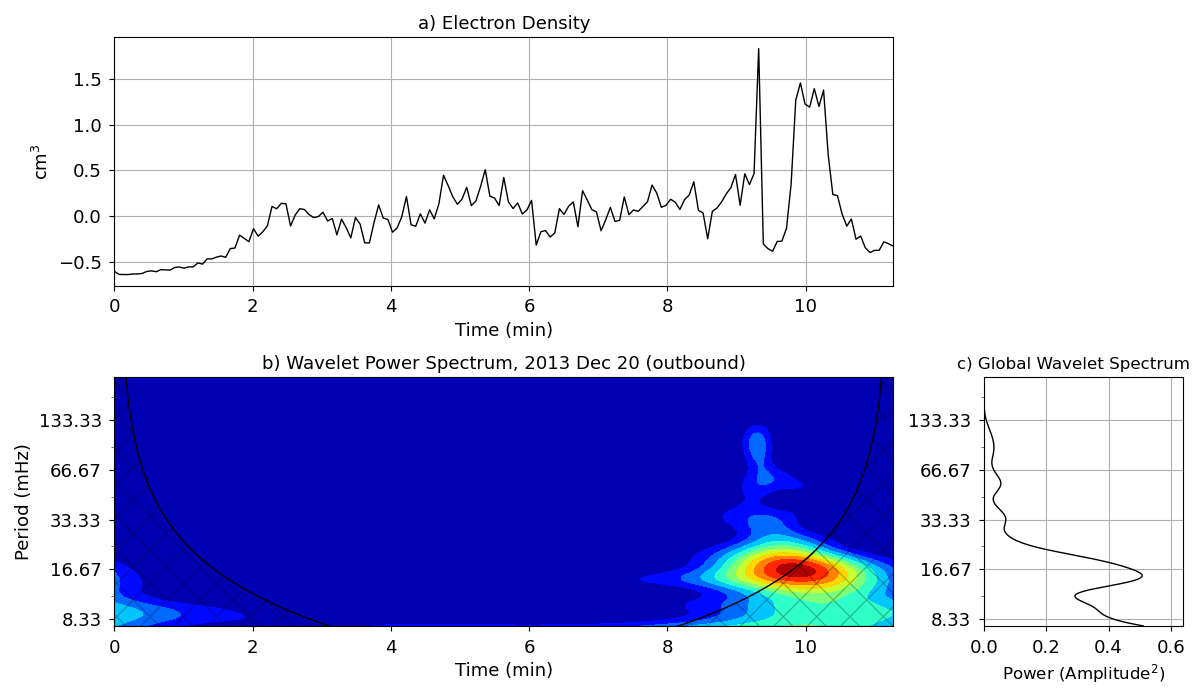 a) Electron Density
cm³
1.5
1.0
0.5
0.0
−0.5
0 2 4 6 8 10
Time (min)
b) Wavelet Power Spectrum, 2013 Dec 20 (outbound)
Period (mHz)
133.33
66.67
33.33
16.67
8.33
0 2 4 6 8 10
Time (min)
c) Global Wavelet Spectrum
133.33
66.67
33.33
16.67
8.33
0.0 0.2 0.4 0.6
Power (Amplitude²)